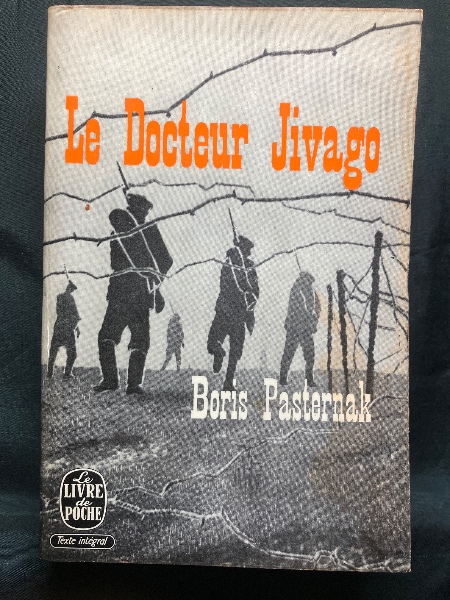 Le Docteur Jivago
Boris Pasternak
Le
LIVRE
de
POCHE
Texte intégral